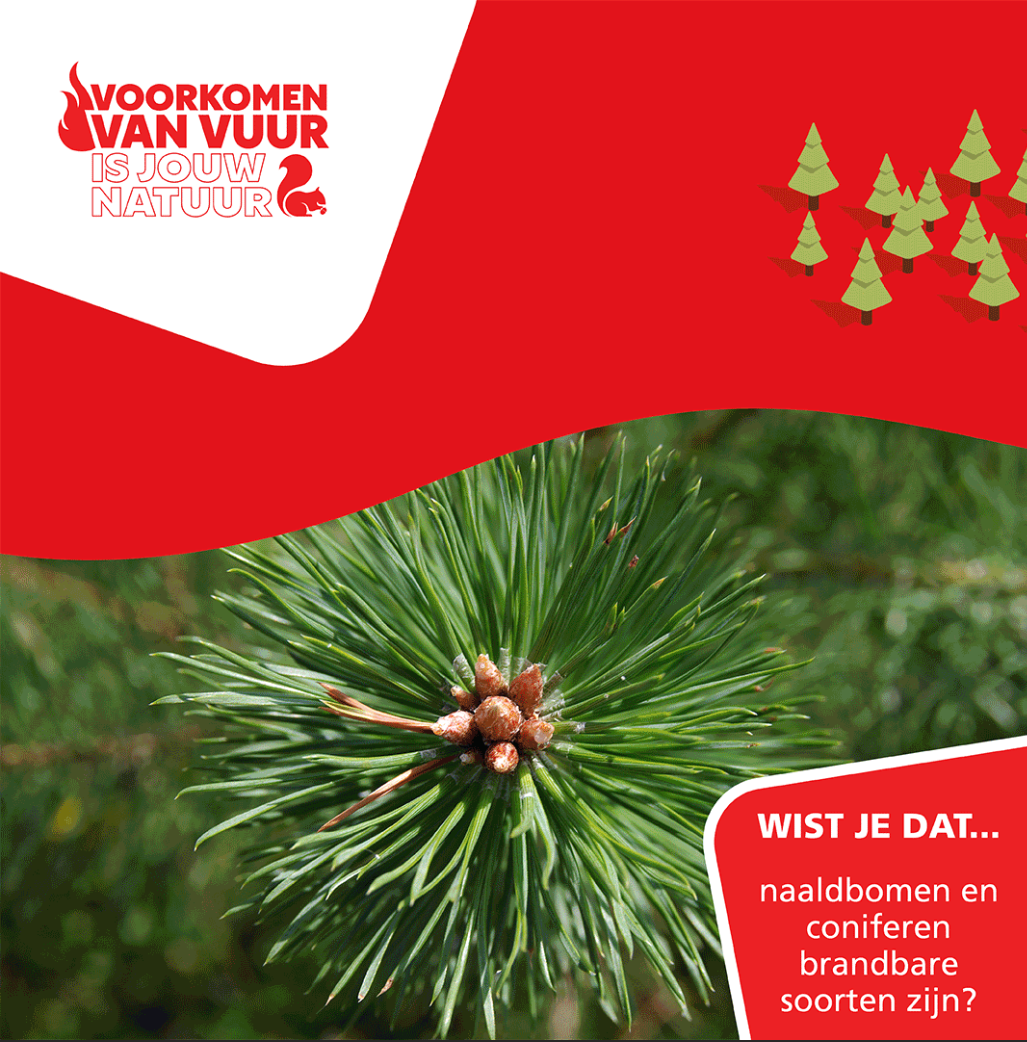 VOORKOMEN
VAN VUUR
IS JOUW
NATUUR
WIST JE DAT...
naaldbomen en
coniferen
brandbare
soorten zijn?